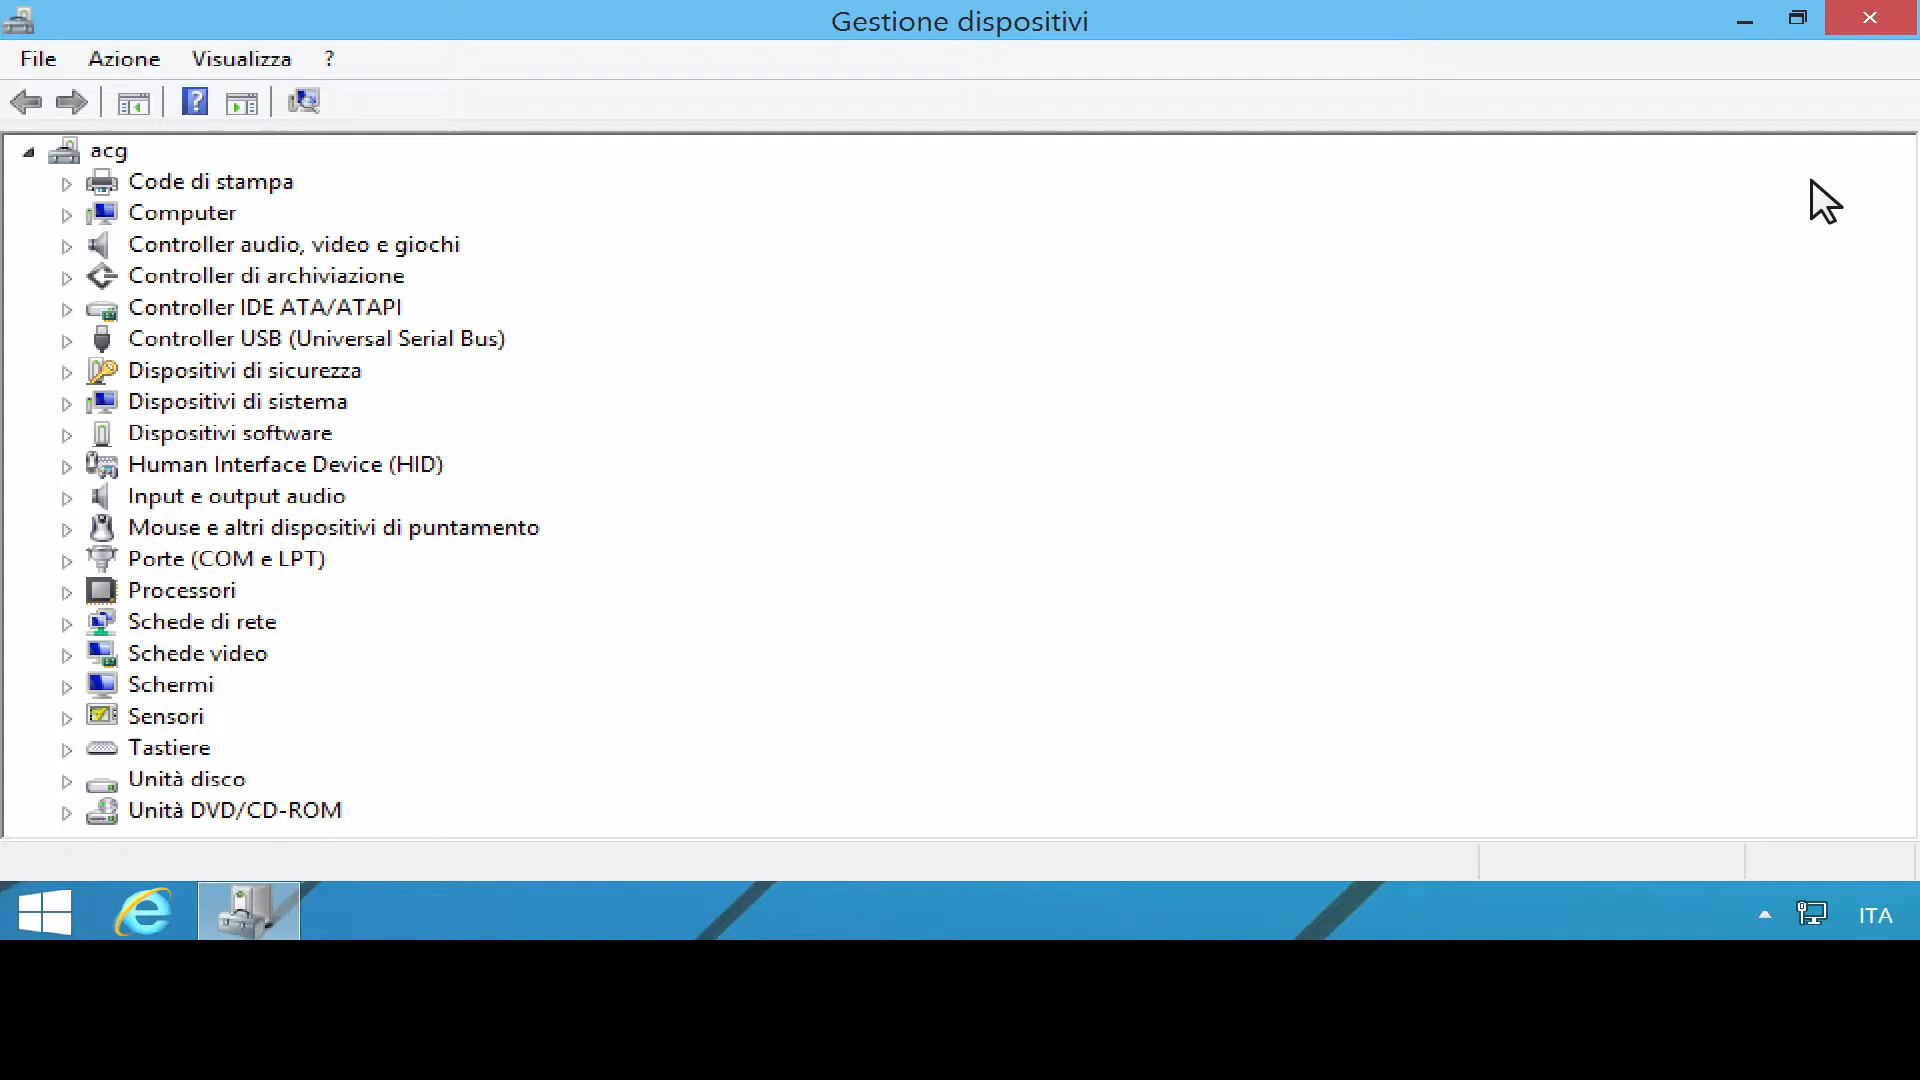 Gestione dispositivi
File Azione Visualizza ?
acg
Code di stampa
Computer
Controller audio, video e giochi
Controller di archiviazione
Controller IDE ATA/ATAPI
Controller USB (Universal Serial Bus)
Dispositivi di sicurezza
Dispositivi di sistema
Dispositivi software
Human Interface Device (HID)
Input e output audio
Mouse e altri dispositivi di puntamento
Porte (COM e LPT)
Processori
Schede di rete
Schede video
Schermi
Sensori
Tastiere
Unità disco
Unità DVD/CD-ROM
ITA